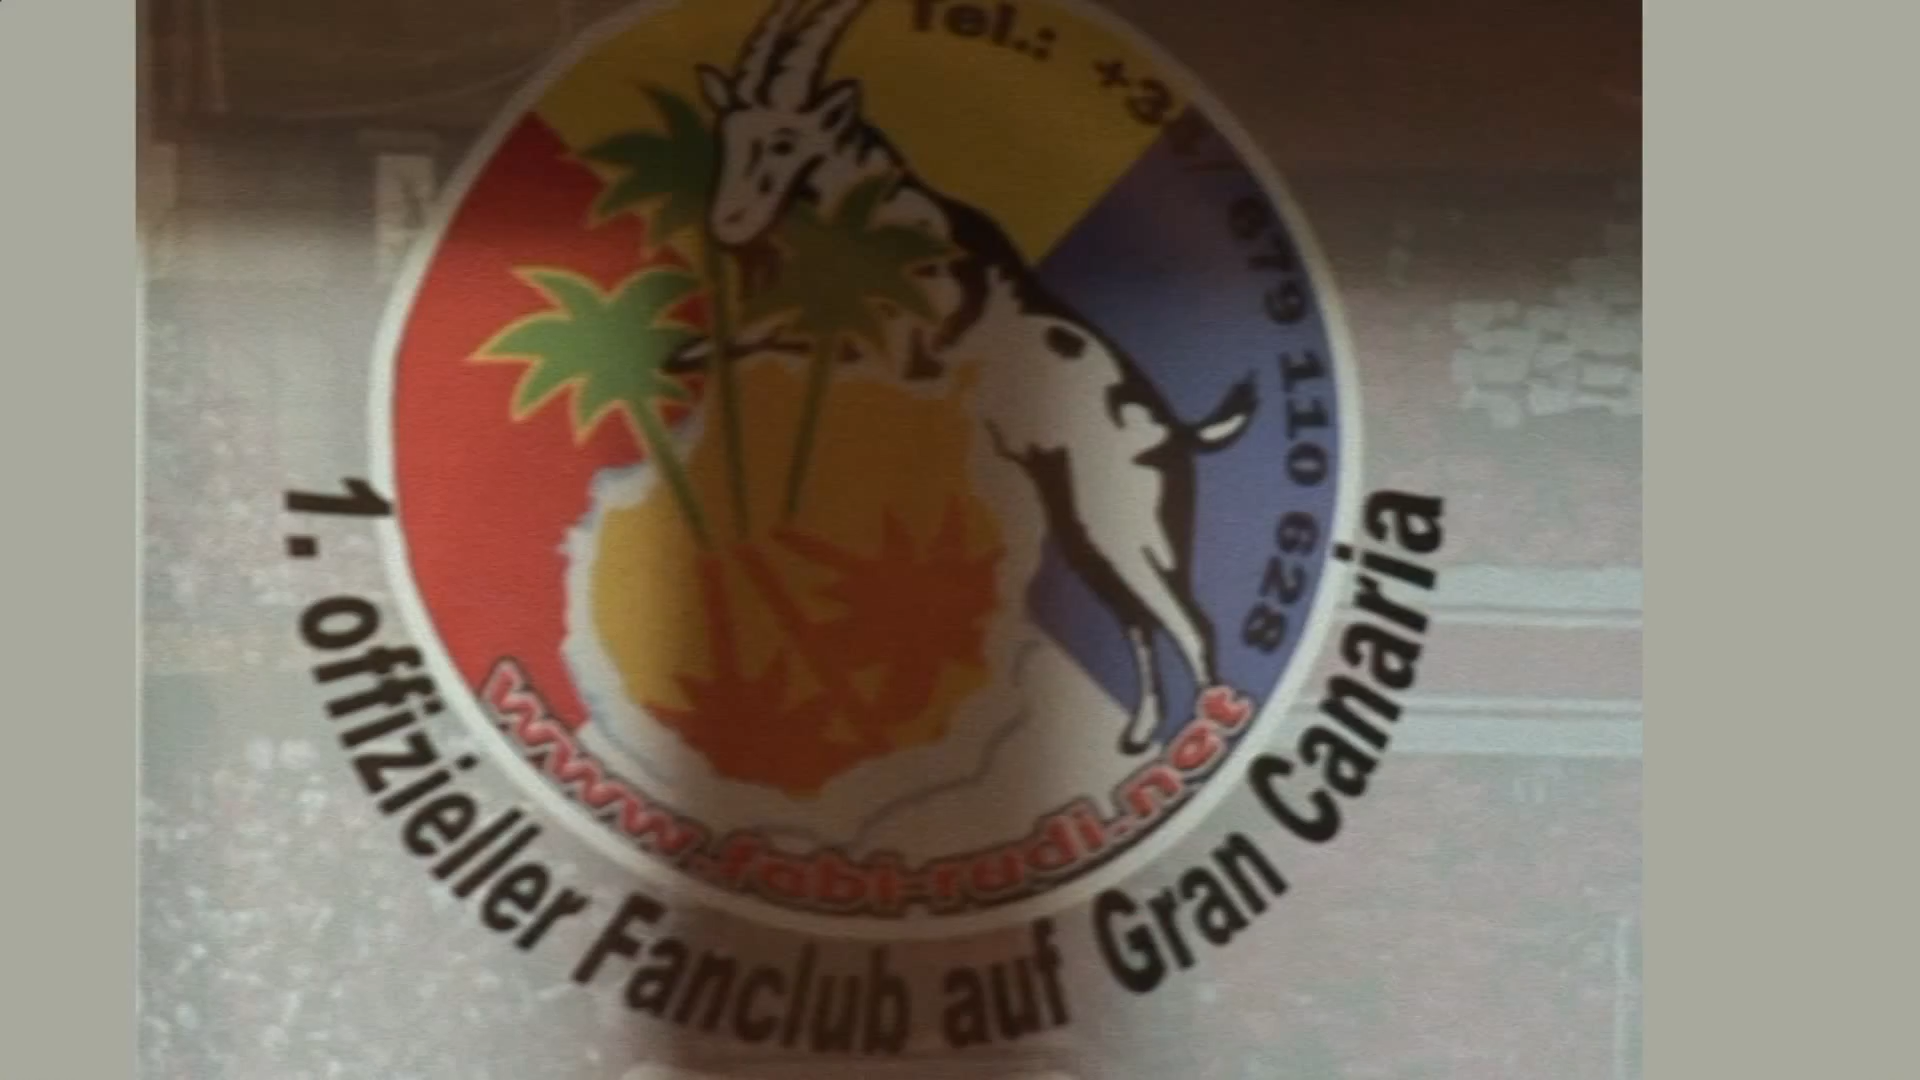 Tel.: +34 / 679 110 628
www.fabi-rudi.net
1. offizieller Fanclub auf Gran Canaria